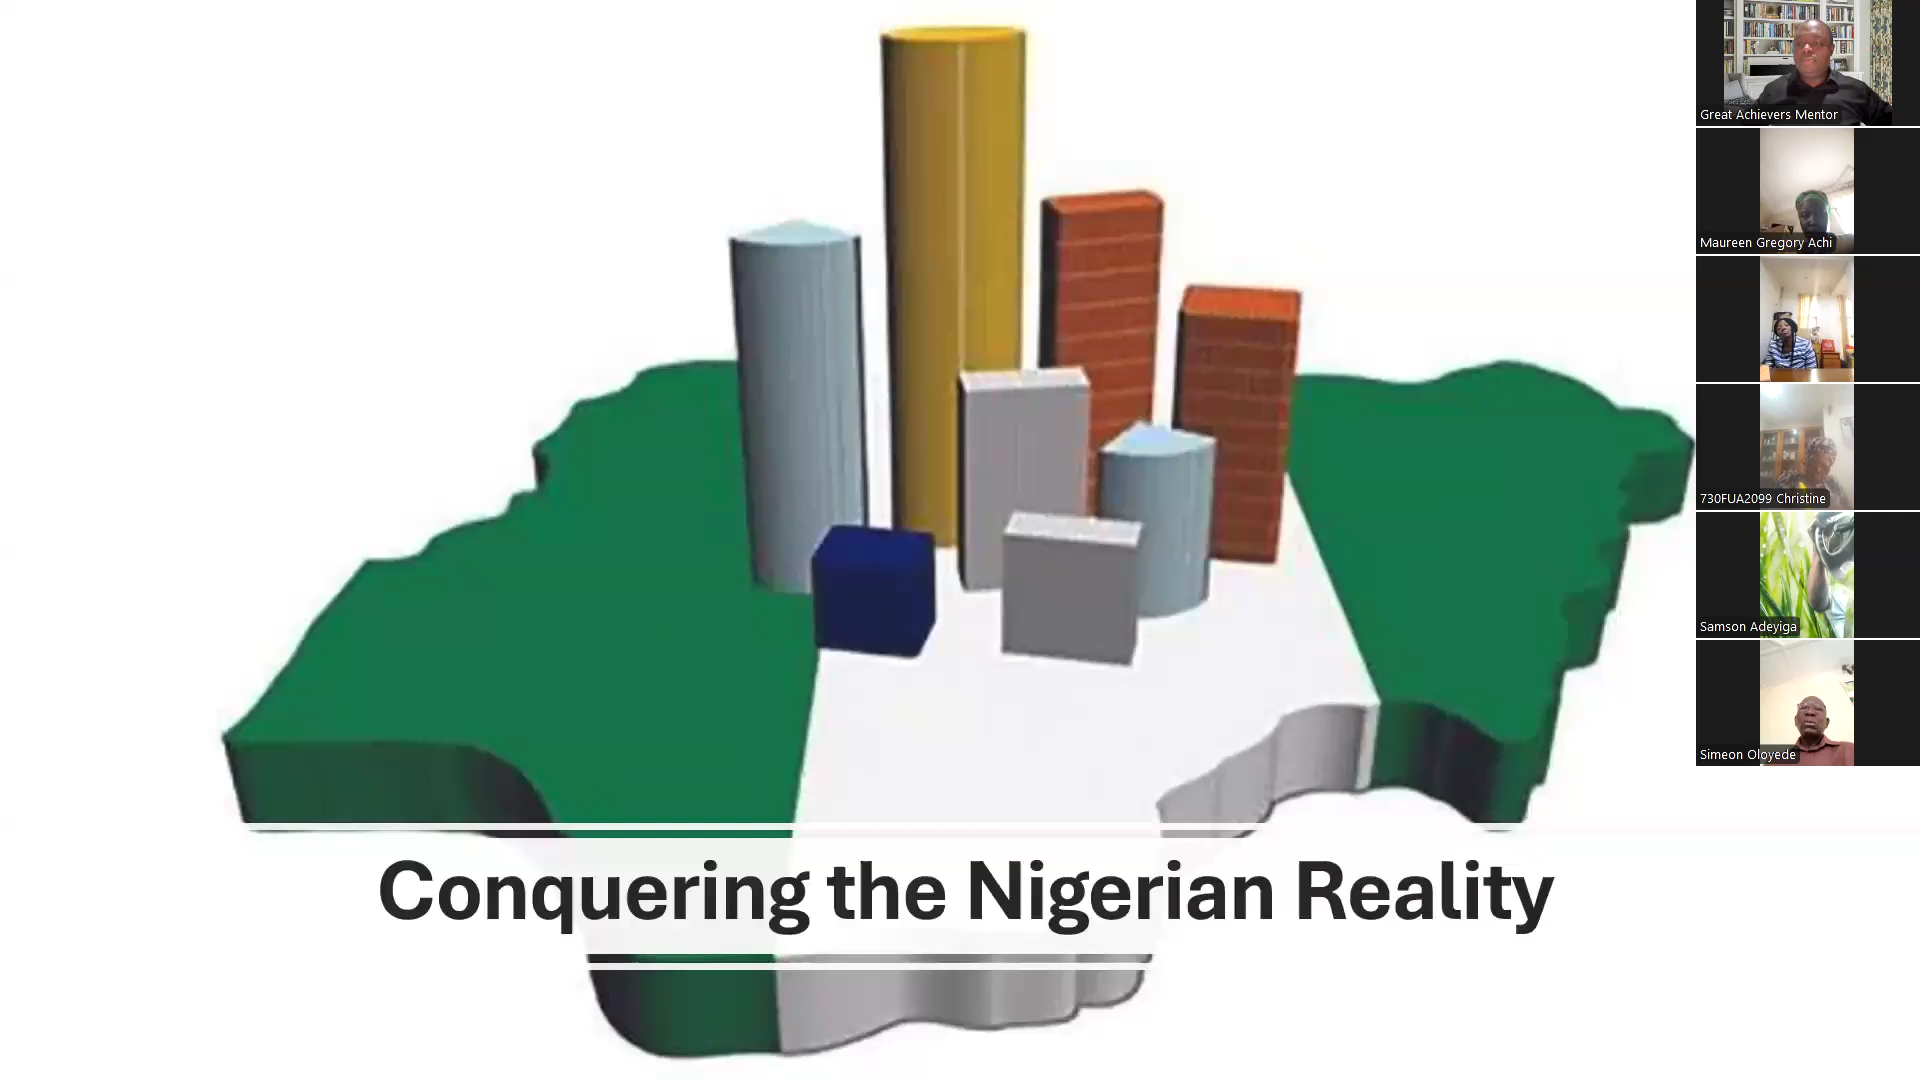 Conquering the Nigerian Reality
Great Achievers Mentor
Maureen Gregory Achi
730FUA2099 Christine
Samson Adeyiga
Simeon Oloyede